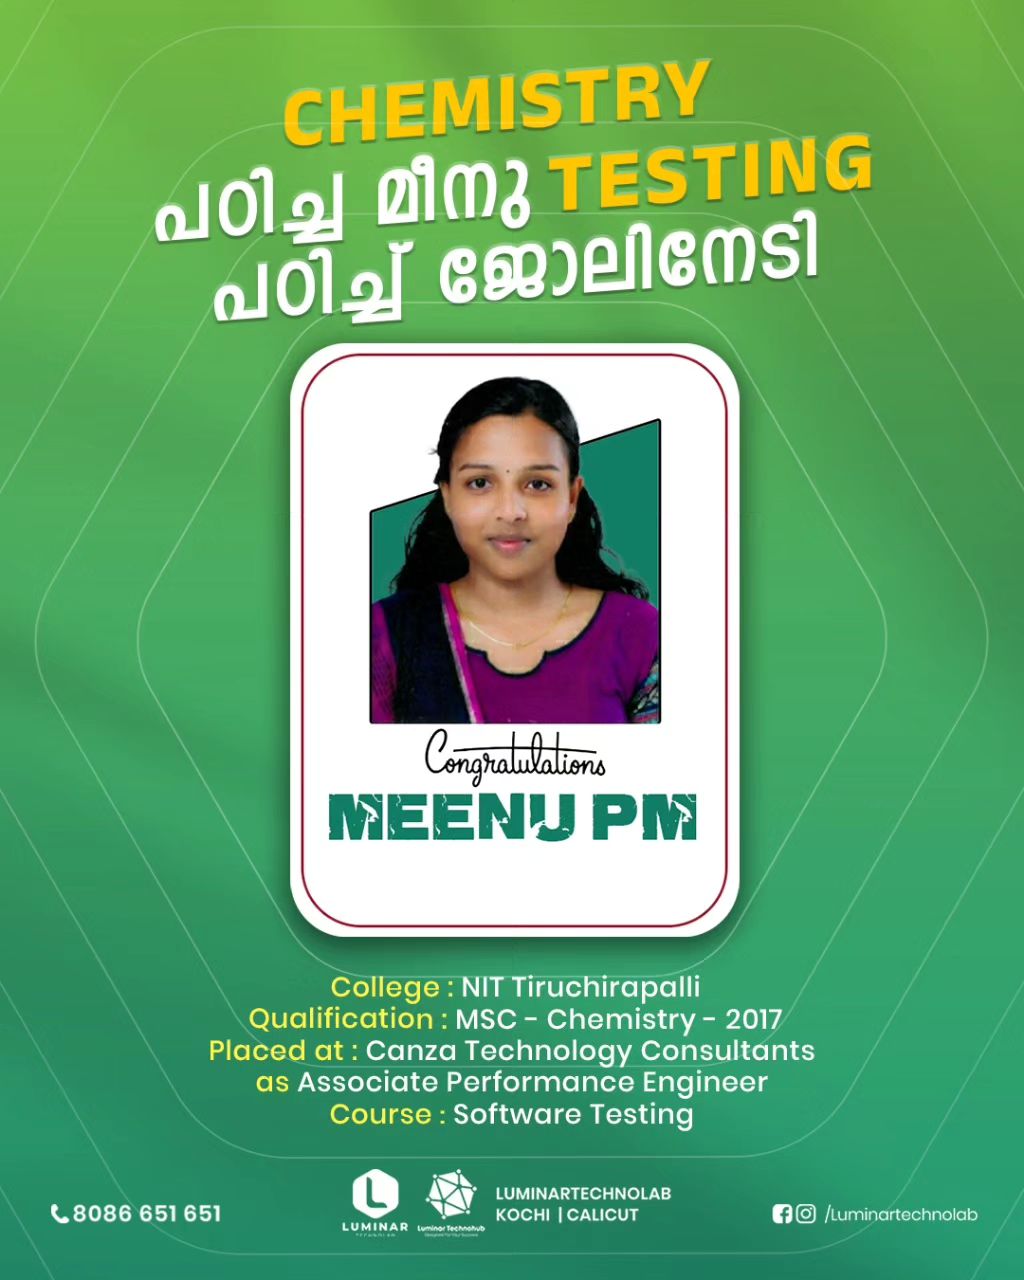 CHEMISTRY
പഠിച്ച മീനു TESTING
പഠിച്ച് ജോലിനേടി
Congratulations
MEENU PM
College : NIT Tiruchirapalli
Qualification : MSC - Chemistry - 2017
Placed at : Canza Technology Consultants
as Associate Performance Engineer
Course : Software Testing
8086 651 651
LUMINAR
Luminar Technohub
LUMINARTECHNOLAB
KOCHI | CALICUT
/Luminartechnolab